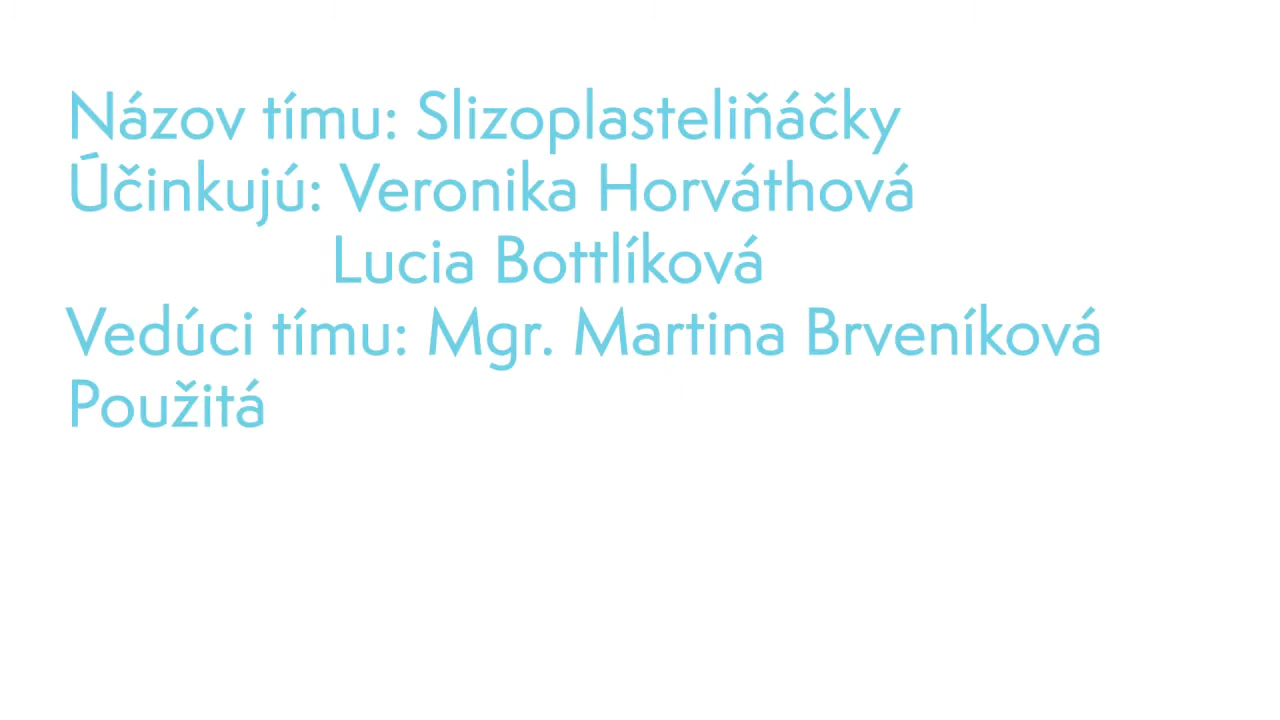 Názov tímu: Slizoplasteliňáčky
Účinkujú: Veronika Horváthová
Lucia Bottlíková
Vedúci tímu: Mgr. Martina Brveníková
Použitá